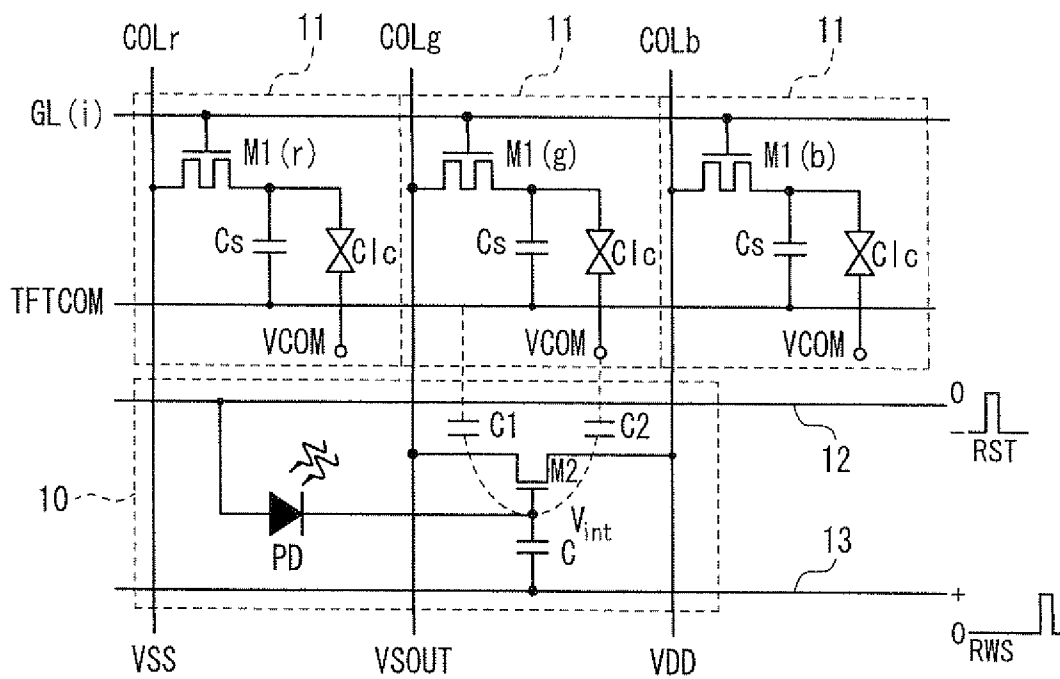 COLr COLg COLb
11 11 11
GL(i)
M1(r) M1(g) M1(b)
Cs Clc Cs Clc Cs Clc
TFTCOM
VCOM VCOM VCOM
0
C1 C2 −
12 RST
M2
10
Vint
PD C 13
+
0
RWS
VSS VSOUT VDD